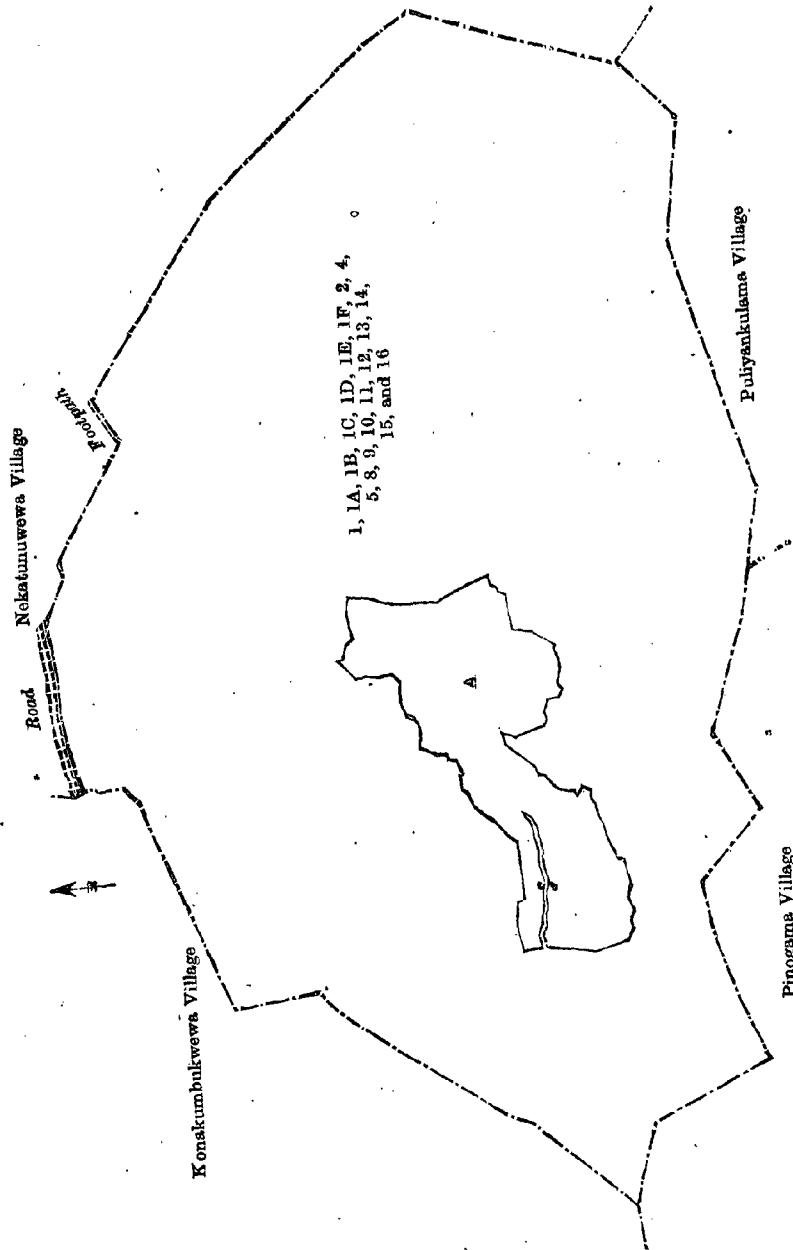 Nekatunuwewa Village
Road
Footpath
Konakumbukwewa Village
1, 1A, 1B, 1C, 1D, 1E, 1F, 2, 4,
5, 8, 9, 10, 11, 12, 13, 14,
15, and 16
A
Puliyankulama Village
Pinogama Village